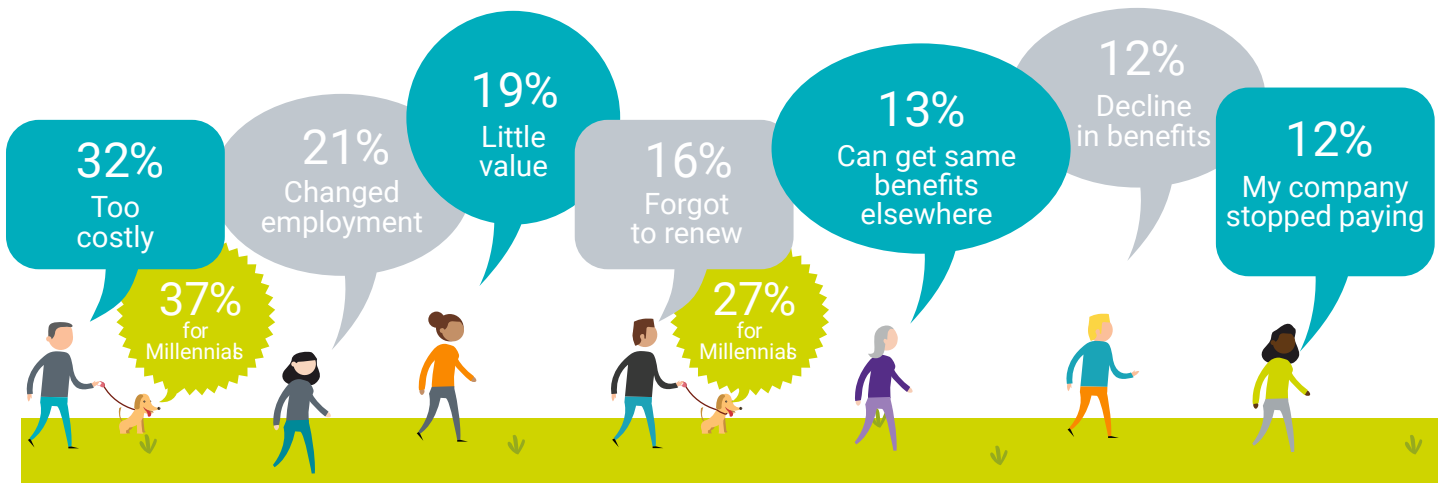 32%
Too
costly
37%
for
Millennials
21%
Changed
employment
19%
Little
value
16%
Forgot
to renew
27%
for
Millennials
13%
Can get same
benefits
elsewhere
12%
Decline
in benefits
12%
My company
stopped paying